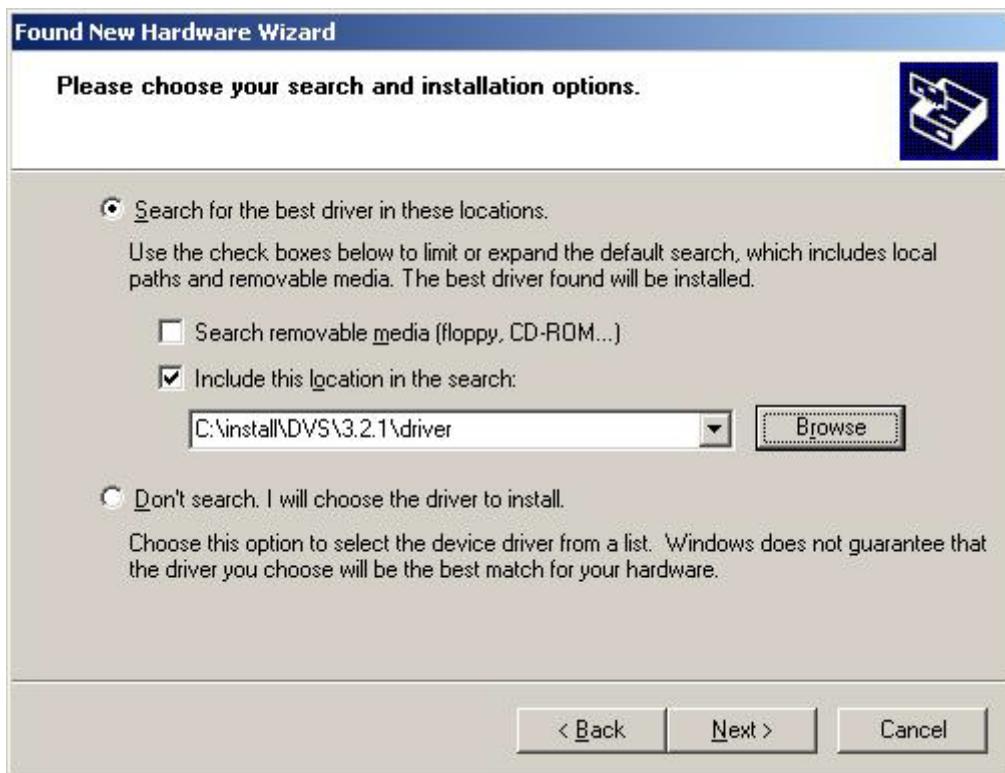 Found New Hardware Wizard
Please choose your search and installation options.
Search for the best driver in these locations.
Use the check boxes below to limit or expand the default search, which includes local
paths and removable media. The best driver found will be installed.
Search removable media (floppy, CD-ROM...)
Include this location in the search:
C:\install\DVS\3.2.1\driver
Browse
Don't search. I will choose the driver to install.
Choose this option to select the device driver from a list.  Windows does not guarantee that
the driver you choose will be the best match for your hardware.
< Back
Next >
Cancel